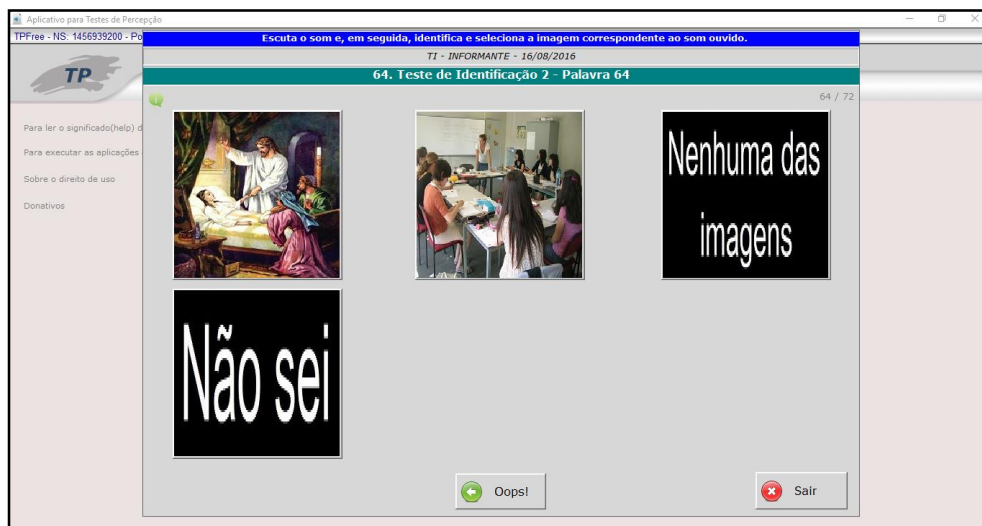 Aplicativo para Testes de Percepção
TPFree - NS: 1456939200 - Po
Escuta o som e, em seguida, identifica e seleciona a imagem correspondente ao som ouvido.
TI - INFORMANTE - 16/08/2016
TP
64. Teste de Identificação 2 - Palavra 64
64 / 72
Para ler o significado(help) d
Para executar as aplicações
Sobre o direito de uso
Donativos
Nenhuma das
imagens
Não sei
Oops!
Sair